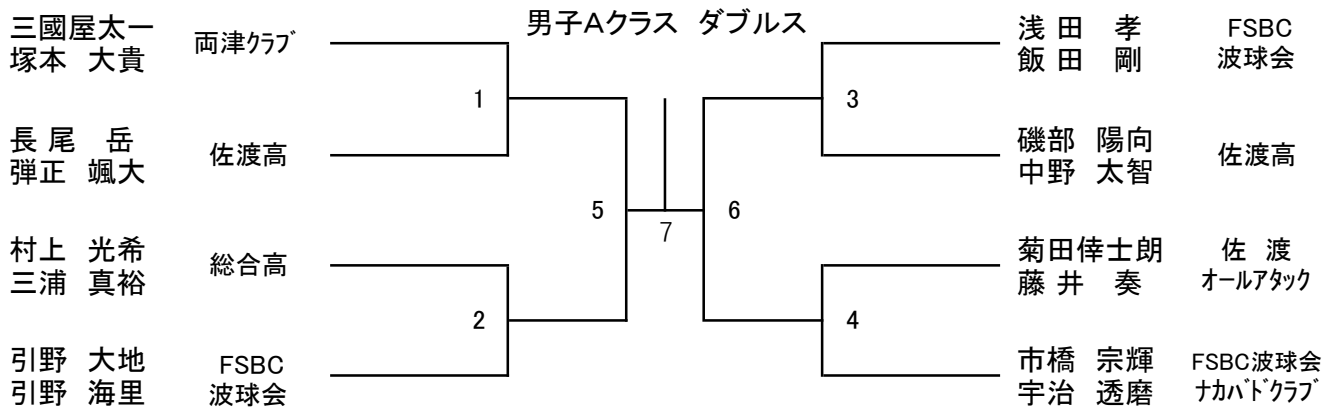 男子Aクラス ダブルス
三國屋太一 両津ｸﾗﾌﾞ
塚本 大貴
1
長尾 岳 佐渡高
弾正 颯大
5
村上 光希 総合高
三浦 真裕
2
引野 大地 FSBC
引野 海里 波球会
7
浅田 孝 FSBC
飯田 剛 波球会
3
磯部 陽向 佐渡高
中野 太智
6
菊田倖士朗 佐渡
藤井 奏 ｵｰﾙｱﾀｯｸ
4
市橋 宗輝 FSBC波球会
宇治 透磨 ﾅｶﾊﾞﾄﾞｸﾗﾌﾞ